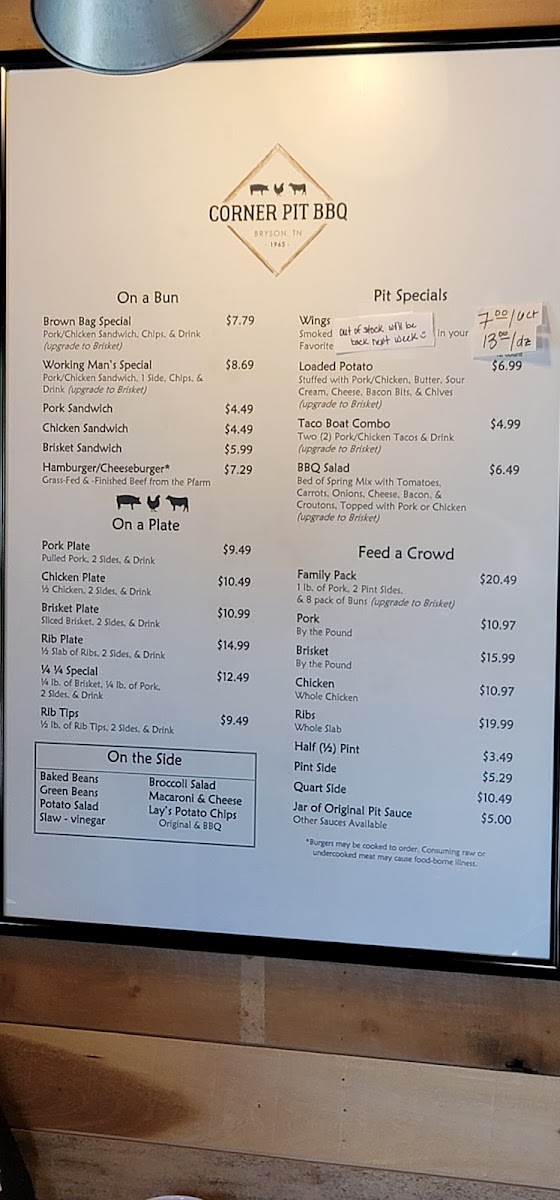 CORNER PIT BBQ
BRYSON, TN
- 1965 -
On a Bun
Brown Bag Special $7.79
Pork/Chicken Sandwich, Chips, & Drink
(upgrade to Brisket)
Working Man's Special $8.69
Pork/Chicken Sandwich, 1 Side, Chips, &
Drink (upgrade to Brisket)
Pork Sandwich $4.49
Chicken Sandwich $4.49
Brisket Sandwich $5.99
Hamburger/Cheeseburger* $7.29
Grass-Fed & -Finished Beef from the Pfarm
On a Plate
Pork Plate $9.49
Pulled Pork, 2 Sides, & Drink
Chicken Plate $10.49
½ Chicken, 2 Sides, & Drink
Brisket Plate $10.99
Sliced Brisket, 2 Sides, & Drink
Rib Plate $14.99
½ Slab of Ribs, 2 Sides, & Drink
¼ ¼ Special $12.49
¼ lb. of Brisket, ¼ lb. of Pork,
2 Sides, & Drink
Rib Tips $9.49
½ lb. of Rib Tips, 2 Sides, & Drink
On the Side
Baked Beans
Green Beans
Potato Salad
Slaw - vinegar
Broccoli Salad
Macaroni & Cheese
Lay's Potato Chips
Original & BBQ
Pit Specials
Wings
Smoked In your
Favorite
out of stock will be
back next week
7.00/6ct
13.00/dz
Loaded Potato $6.99
Stuffed with Pork/Chicken, Butter, Sour
Cream, Cheese, Bacon Bits, & Chives
(upgrade to Brisket)
Taco Boat Combo $4.99
Two (2) Pork/Chicken Tacos & Drink
(upgrade to Brisket)
BBQ Salad $6.49
Bed of Spring Mix with Tomatoes,
Carrots, Onions, Cheese, Bacon, &
Croutons, Topped with Pork or Chicken
(upgrade to Brisket)
Feed a Crowd
Family Pack $20.49
1 lb. of Pork, 2 Pint Sides,
& 8 pack of Buns (upgrade to Brisket)
Pork $10.97
By the Pound
Brisket $15.99
By the Pound
Chicken $10.97
Whole Chicken
Ribs $19.99
Whole Slab
Half (½) Pint $3.49
Pint Side $5.29
Quart Side $10.49
Jar of Original Pit Sauce $5.00
Other Sauces Available
*Burgers may be cooked to order. Consuming raw or
undercooked meat may cause food-borne illness.